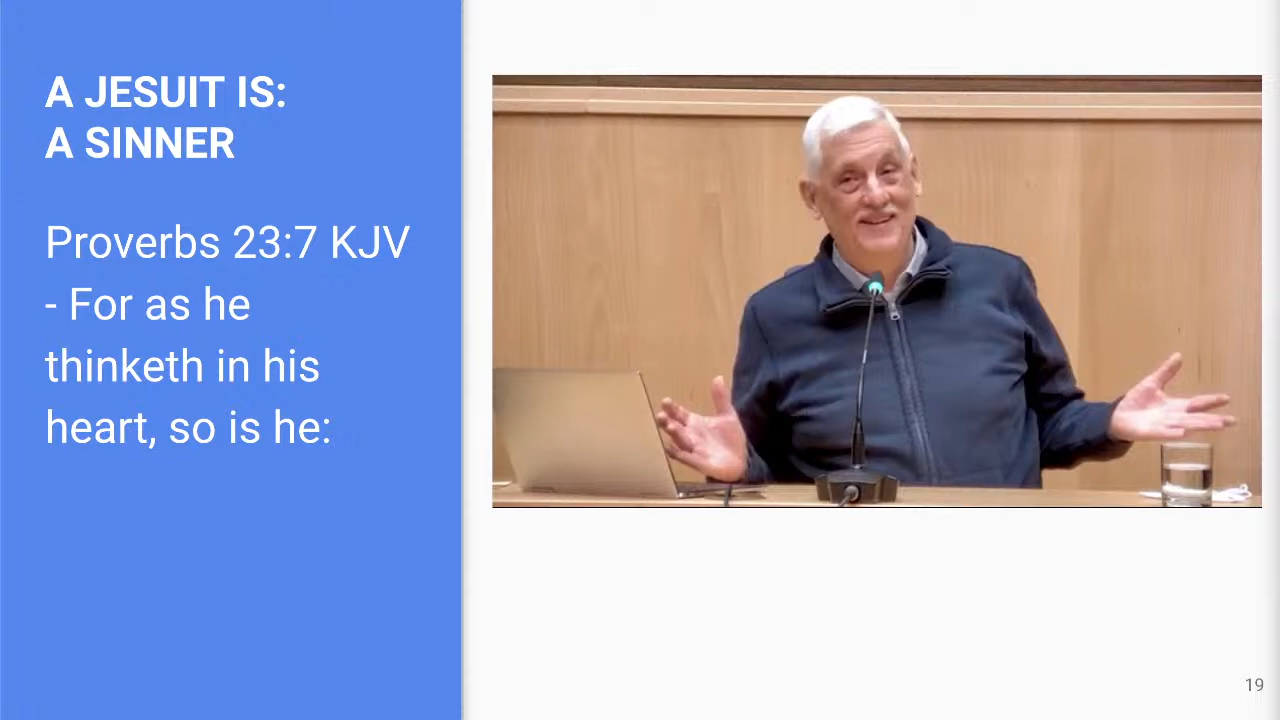 A JESUIT IS:
A SINNER
Proverbs 23:7 KJV
- For as he
thinketh in his
heart, so is he:
19